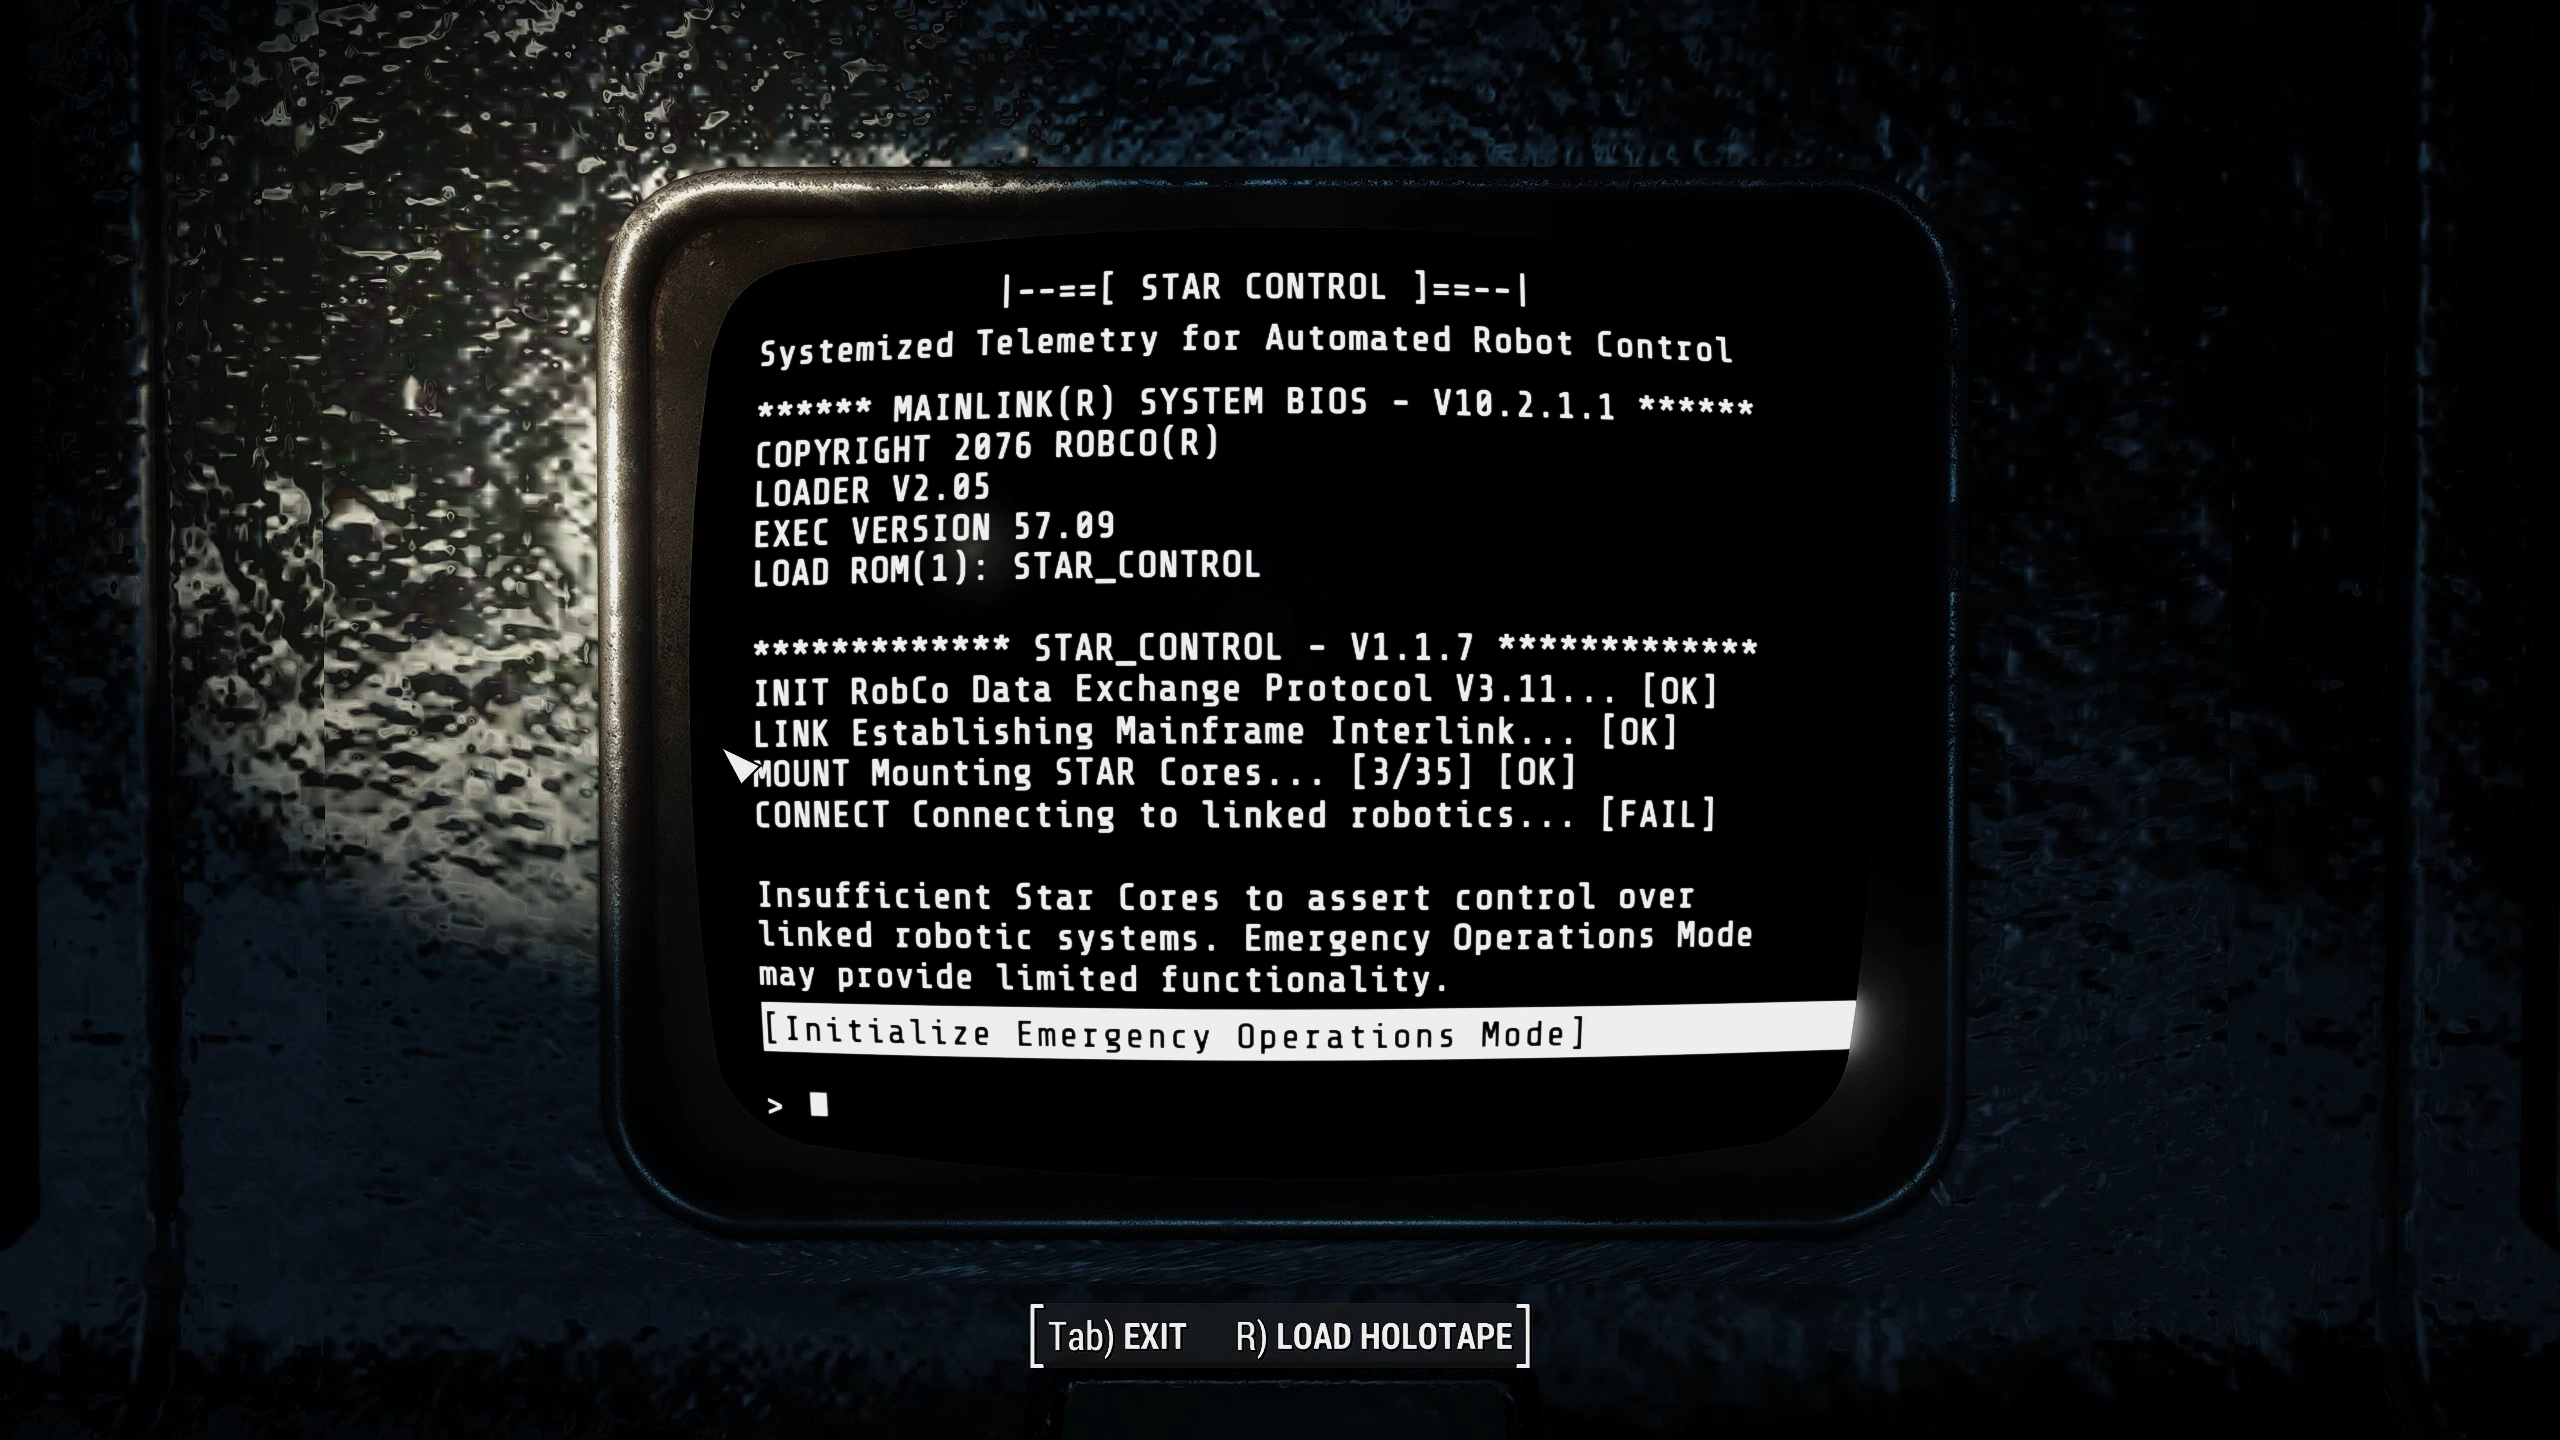 |--==[ STAR CONTROL ]==--|
Systemized Telemetry for Automated Robot Control
****** MAINLINK(R) SYSTEM BIOS - V10.2.1.1 ******
COPYRIGHT 2076 ROBCO(R)
LOADER V2.05
EXEC VERSION 57.09
LOAD ROM(1): STAR_CONTROL
************* STAR_CONTROL - V1.1.7 *************
INIT RobCo Data Exchange Protocol V3.11... [OK]
LINK Establishing Mainframe Interlink... [OK]
MOUNT Mounting STAR Cores... [3/35] [OK]
CONNECT Connecting to linked robotics... [FAIL]
Insufficient Star Cores to assert control over
linked robotic systems. Emergency Operations Mode
may provide limited functionality.
[Initialize Emergency Operations Mode]
> 
[Tab) EXIT R) LOAD HOLOTAPE]